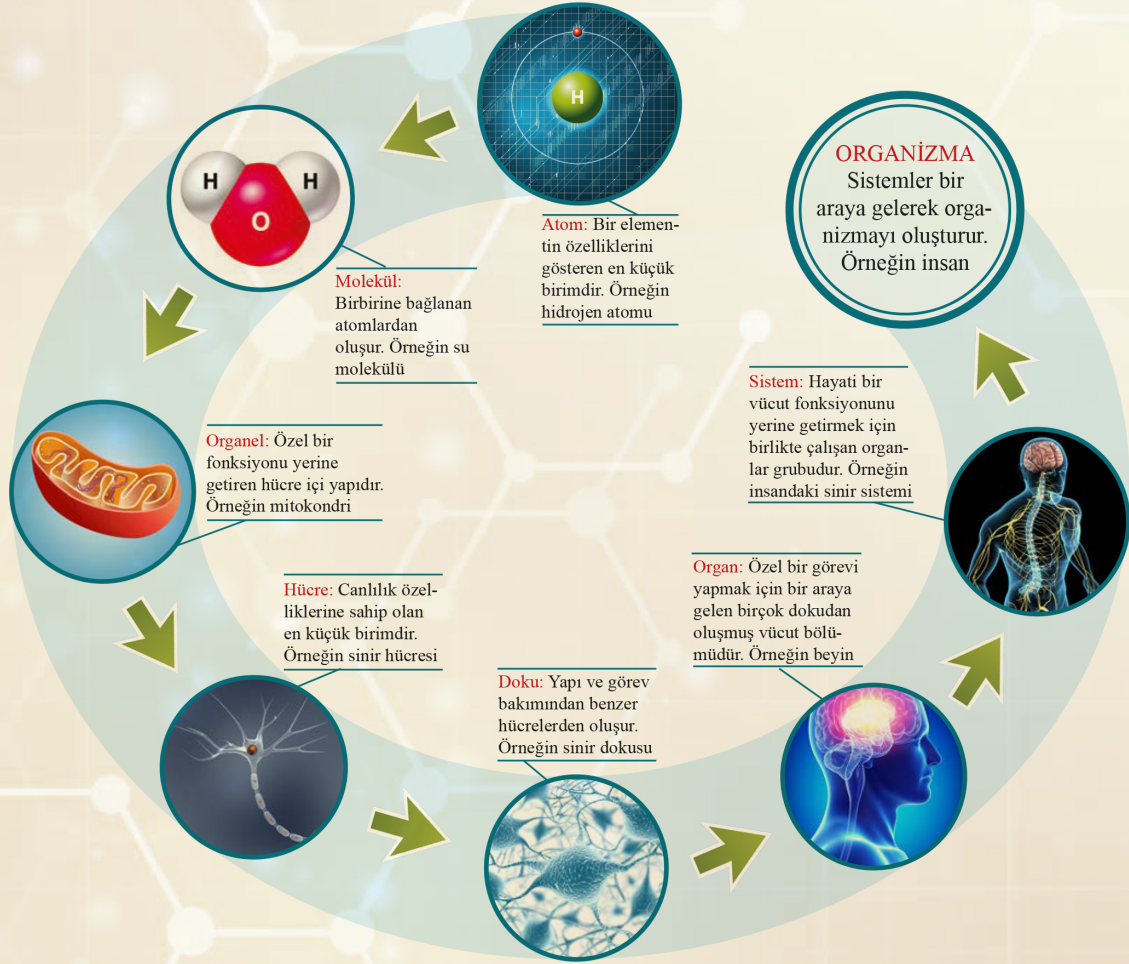 H
Atom: Bir elemen-
tin özelliklerini
gösteren en küçük
birimdir. Örneğin
hidrojen atomu
H
H
O
Molekül:
Birbirine bağlanan
atomlardan
oluşur. Örneğin su
molekülü
Organel: Özel bir
fonksiyonu yerine
getiren hücre içi yapıdır.
Örneğin mitokondri
Hücre: Canlılık özel-
liklerine sahip olan
en küçük birimdir.
Örneğin sinir hücresi
Doku: Yapı ve görev
bakımından benzer
hücrelerden oluşur.
Örneğin sinir dokusu
Organ: Özel bir görevi
yapmak için bir araya
gelen birçok dokudan
oluşmuş vücut bölü-
müdür. Örneğin beyin
Sistem: Hayati bir
vücut fonksiyonunu
yerine getirmek için
birlikte çalışan organ-
lar grubudur. Örneğin
insandaki sinir sistemi
ORGANİZMA
Sistemler bir
araya gelerek orga-
nizmayı oluşturur.
Örneğin insan